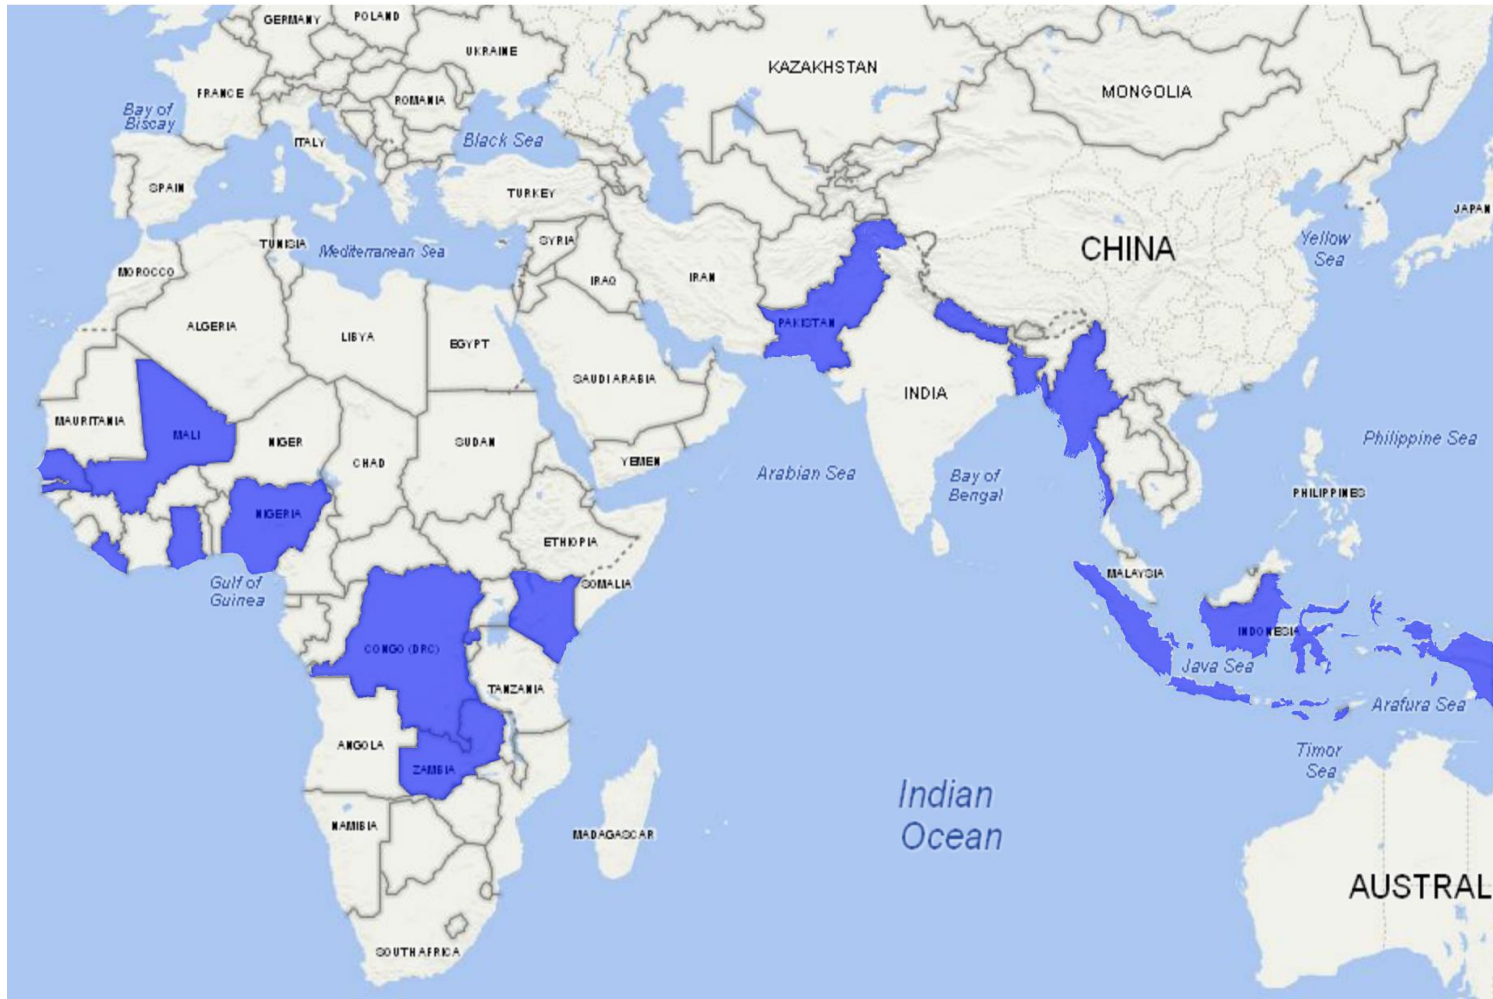 GERMANY
POLAND
UKRAINE
KAZAKHSTAN
FRANCE
ROMANIA
MONGOLIA
Bay of
Biscay
ITALY
Black Sea
SPAIN
TURKEY
JAPAN
TUNISIA
Mediterranean Sea
SYRIA
CHINA
Yellow
Sea
MOROCCO
IRAQ
IRAN
ALGERIA
LIBYA
EGYPT
PAKISTAN
SAUDI ARABIA
INDIA
MAURITANIA
MALI
NIGER
SUDAN
CHAD
YEMEN
Arabian Sea
Bay of
Bengal
Philippine Sea
PHILIPPINES
NIGERIA
ETHIOPIA
Gulf of
Guinea
SOMALIA
MALAYSIA
CONGO (DRC)
INDONESIA
Java Sea
TANZANIA
Arafura Sea
ANGOLA
Timor
Sea
ZAMBIA
Indian
Ocean
NAMIBIA
MADAGASCAR
AUSTRAL
SOUTH AFRICA